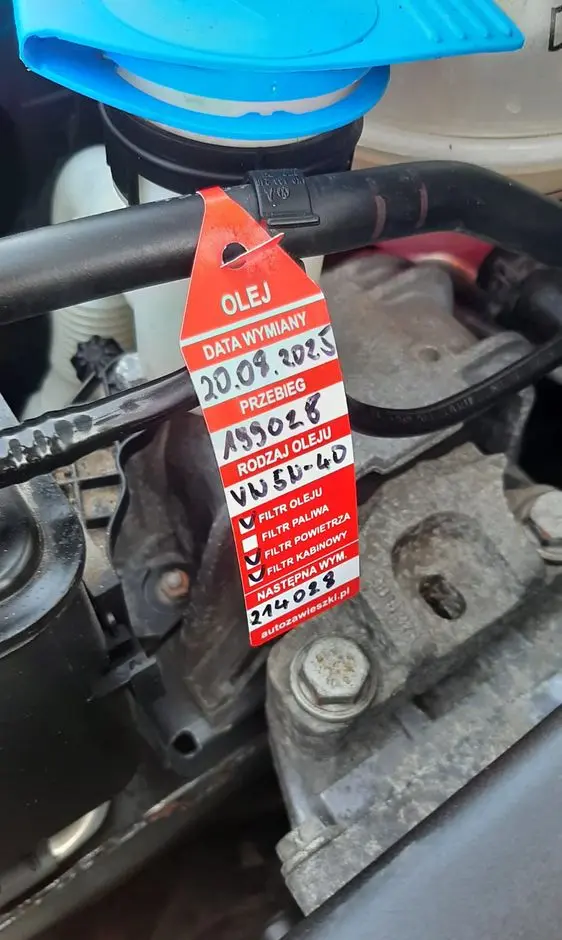 OLEJ
DATA WYMIANY
20.09.2025
PRZEBIEG
199028
RODZAJ OLEJU
VW 5W-40
FILTR OLEJU
FILTR PALIWA
FILTR POWIETRZA
FILTR KABINOWY
NASTĘPNA WYM.
214028
autozawieszki.pl